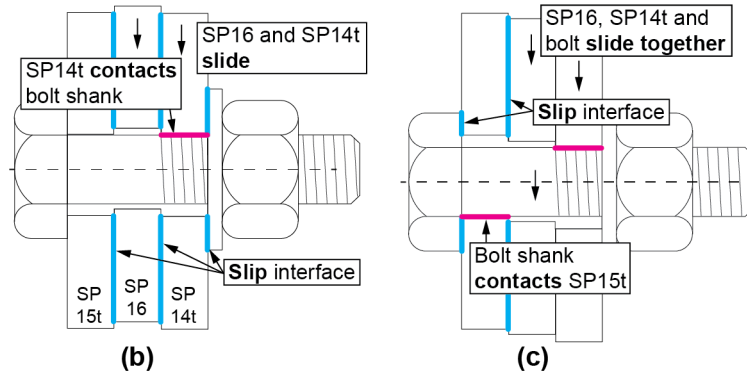 SP16 and SP14t
slide
SP14t contacts
bolt shank
Slip interface
SP
15t
SP
16
SP
14t
(b)
SP16, SP14t and
bolt slide together
Slip interface
Bolt shank
contacts SP15t
(c)